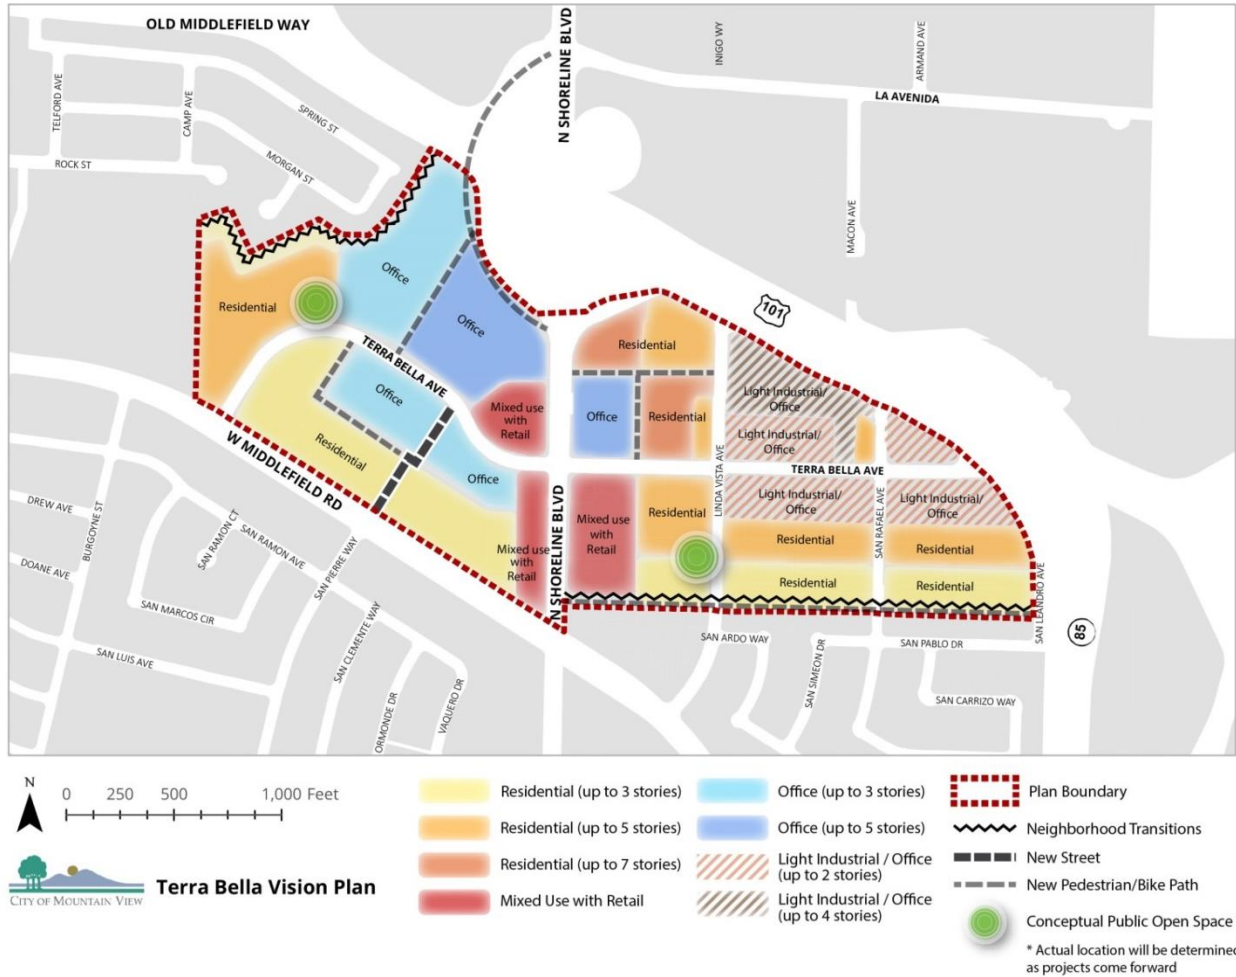 OLD MIDDLEFIELD WAY
N SHORELINE BLVD
INIGO WY
ARMAND AVE
LA AVENIDA
TELFORD AVE
CAMP AVE
SPRING ST
MORGAN ST
ROCK ST
MACON AVE
101
Office
Residential
Office
TERRA BELLA AVE
Residential
Office
Light Industrial/
Office
Mixed use
with
Retail
Office
Residential
Light Industrial/
Office
Residential
W MIDDLEFIELD RD
Office
TERRA BELLA AVE
LINDA VISTA AVE
Light Industrial/
Office
Light Industrial/
Office
SAN RAFAEL AVE
Residential
Mixed use
with
Retail
N SHORELINE BLVD
Mixed use
with
Retail
Residential
Residential
Residential
Residential
DREW AVE
BURGOYNE ST
SAN RAMON CT
SAN RAMON AVE
DOANE AVE
SAN PIERRE WAY
SAN MARCOS CIR
SAN CLEMENTE WAY
SAN LUIS AVE
ORMONDE DR
VAQUERO DR
SAN ARDO WAY
SAN SIMEON DR
SAN PABLO DR
SAN LEANDRO AVE
85
SAN CARRIZO WAY
N
0 250 500 1,000 Feet
CITY OF MOUNTAIN VIEW
Terra Bella Vision Plan
Residential (up to 3 stories)
Residential (up to 5 stories)
Residential (up to 7 stories)
Mixed Use with Retail
Office (up to 3 stories)
Office (up to 5 stories)
Light Industrial / Office
(up to 2 stories)
Light Industrial / Office
(up to 4 stories)
Plan Boundary
Neighborhood Transitions
New Street
New Pedestrian/Bike Path
Conceptual Public Open Space
* Actual location will be determined
as projects come forward